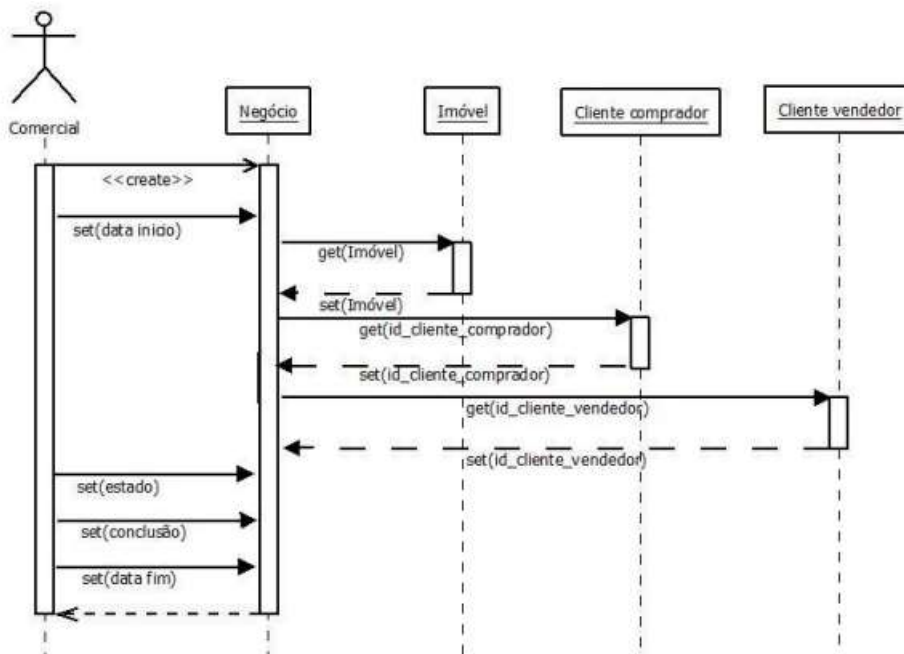 Comercial
Negócio
Imóvel
Cliente comprador
Cliente vendedor
<<create>>
set(data inicio)
get(Imóvel)
set(Imóvel)
get(id_cliente_comprador)
set(id_cliente_comprador)
get(id_cliente_vendedor)
set(id_cliente_vendedor)
set(estado)
set(conclusão)
set(data fim)